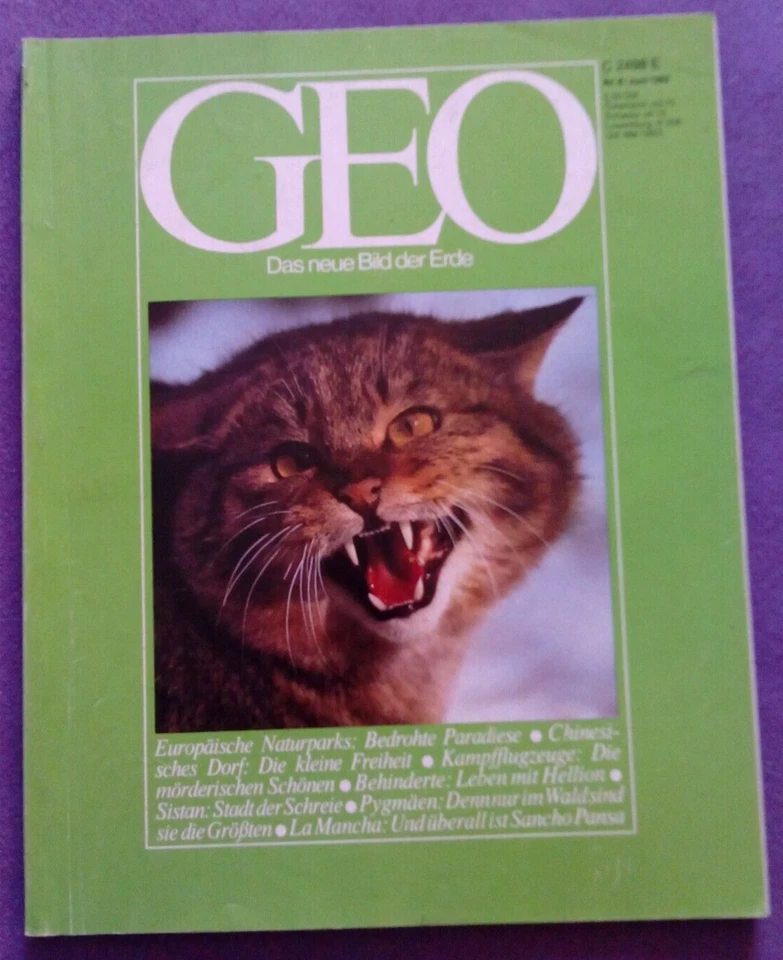 GEO
C 2498 E
Das neue Bild der Erde
Europäische Naturparks: Bedrohte Paradiese ● Chinesi-
sches Dorf: Die kleine Freiheit ● Kampfflugzeuge: Die
mörderischen Schönen ● Behinderte: Leben mit Hellion ●
Sistan: Stadt der Schreie ● Pygmäen: Denn nur im Wald sind
sie die Größten ● La Mancha: Und überall ist Sancho Pansa